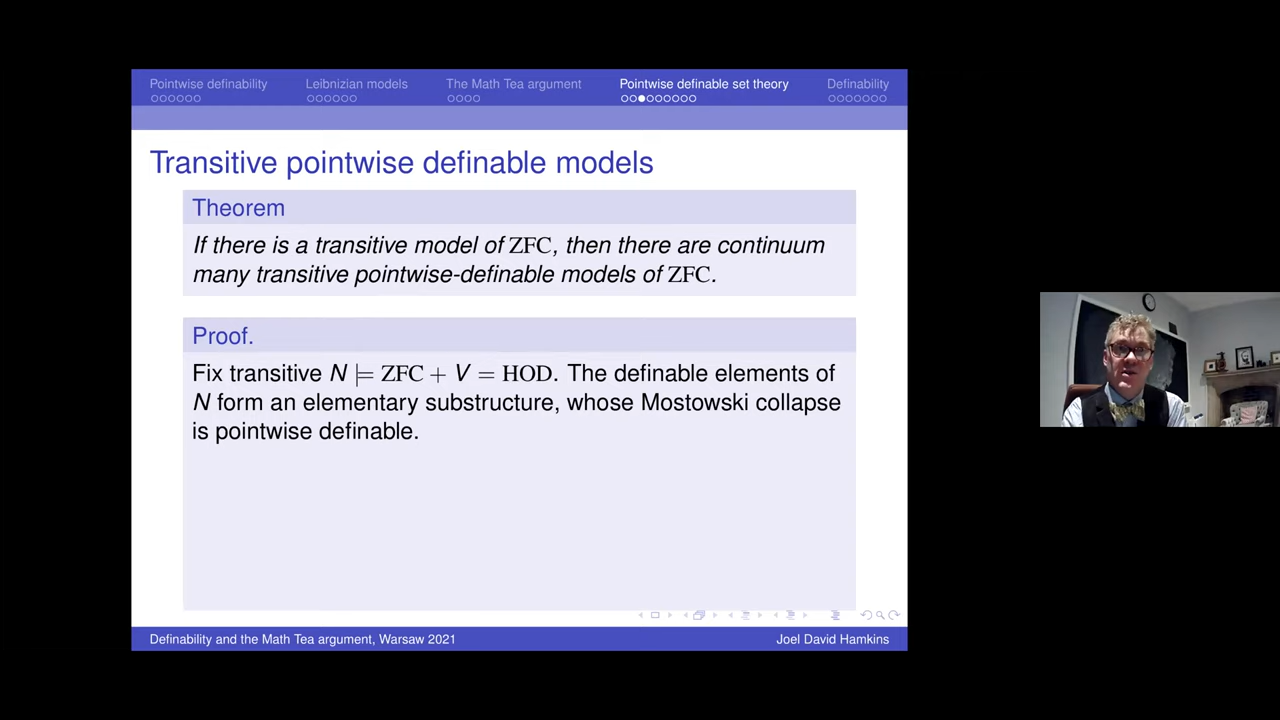 Pointwise definability Leibnizian models The Math Tea argument Pointwise definable set theory Definability
Transitive pointwise definable models
Theorem
If there is a transitive model of ZFC, then there are continuum
many transitive pointwise-definable models of ZFC.
Proof.
Fix transitive N ⊨ ZFC + V = HOD. The definable elements of
N form an elementary substructure, whose Mostowski collapse
is pointwise definable.
Definability and the Math Tea argument, Warsaw 2021 Joel David Hamkins